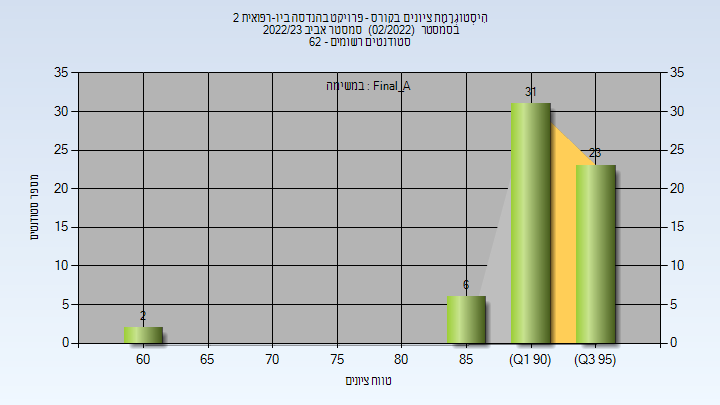 היסטוגרמת ציונים בקורס - פרויקט בהנדסה ביו-רפואית 2
בסמסטר (02/2022) סמסטר אביב 2022/23
סטודנטים רשומים - 62
במשימה : Final_A
מספר סטודנטים
35 30 25 20 15 10 5 0
2 6 31 23
35 30 25 20 15 10 5 0
60 65 70 75 80 85 (Q1 90) (Q3 95)
טווח ציונים